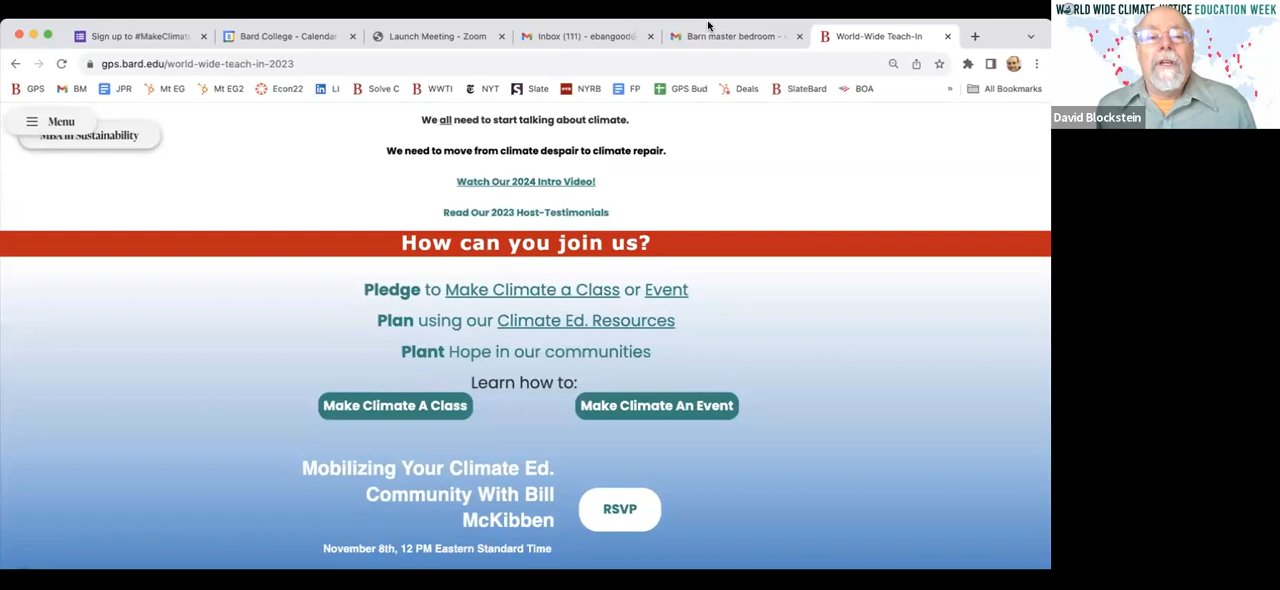 Sign up to #MakeClimate
Bard College - Calendar
Launch Meeting - Zoom
Inbox (111) - ebangood@
Barn master bedroom - e
World-Wide Teach-In
gps.bard.edu/world-wide-teach-in-2023
GPS
BM
JPR
Mt EG
Mt EG2
Econ22
LI
Solve C
WWTI
NYT
Slate
NYRB
FP
GPS Bud
Deals
SlateBard
BOA
»
All Bookmarks
Menu
MBA in Sustainability
We all need to start talking about climate.
We need to move from climate despair to climate repair.
Watch Our 2024 Intro Video!
Read Our 2023 Host-Testimonials
How can you join us?
Pledge to Make Climate a Class or Event
Plan using our Climate Ed. Resources
Plant Hope in our communities
Learn how to:
Make Climate A Class
Make Climate An Event
Mobilizing Your Climate Ed.
Community With Bill
McKibben
RSVP
November 8th, 12 PM Eastern Standard Time
WORLD WIDE CLIMATE JUSTICE EDUCATION WEEK
David Blockstein